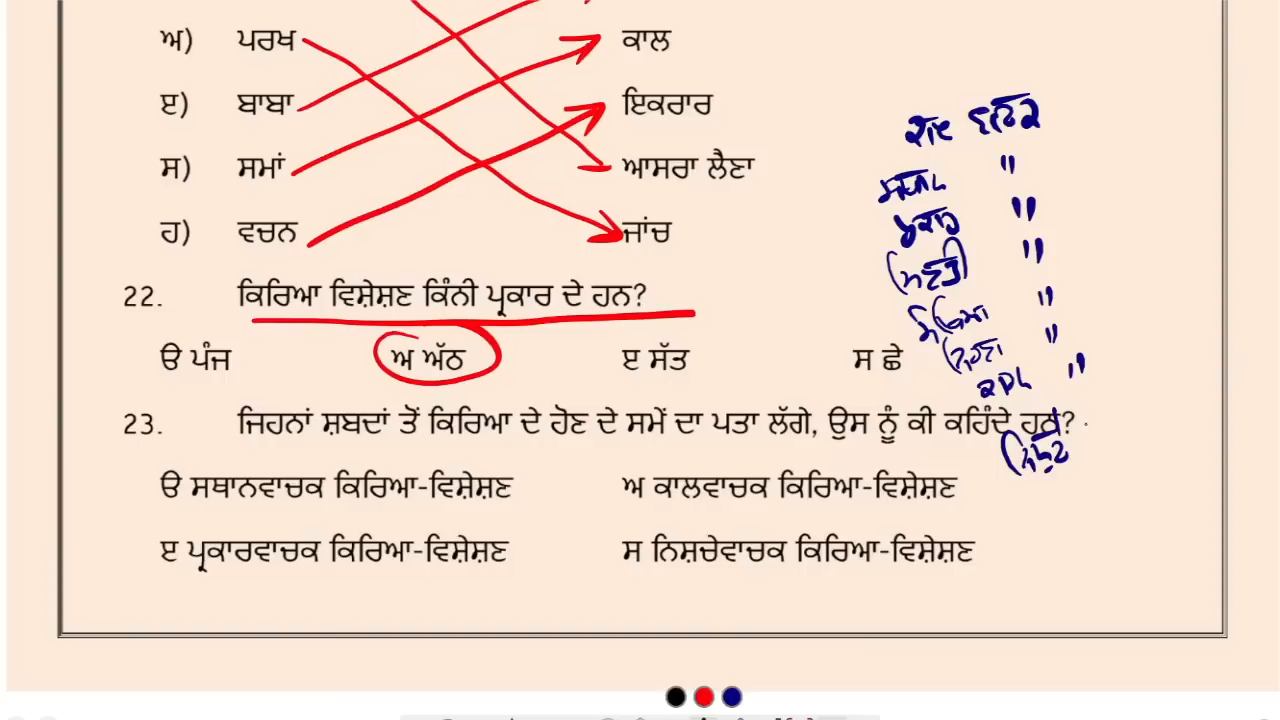 ਅ) ਪਰਖ ਕਾਲ
ੲ) ਬਾਬਾ ਇਕਰਾਰ
ਸ) ਸਮਾਂ ਆਸਰਾ ਲੈਣਾ
ਹ) ਵਚਨ ਜਾਂਚ
22. ਕਿਰਿਆ ਵਿਸ਼ੇਸ਼ਣ ਕਿੰਨੀ ਪ੍ਰਕਾਰ ਦੇ ਹਨ?
ੳ ਪੰਜ ਅ ਅੱਠ ੲ ਸੱਤ ਸ ਛੇ
23. ਜਿਹਨਾਂ ਸ਼ਬਦਾਂ ਤੋਂ ਕਿਰਿਆ ਦੇ ਹੋਣ ਦੇ ਸਮੇਂ ਦਾ ਪਤਾ ਲੱਗੇ, ਉਸ ਨੂੰ ਕੀ ਕਹਿੰਦੇ ਹਨ?
ੳ ਸਥਾਨਵਾਚਕ ਕਿਰਿਆ-ਵਿਸ਼ੇਸ਼ਣ ਅ ਕਾਲਵਾਚਕ ਕਿਰਿਆ-ਵਿਸ਼ੇਸ਼ਣ
ੲ ਪ੍ਰਕਾਰਵਾਚਕ ਕਿਰਿਆ-ਵਿਸ਼ੇਸ਼ਣ ਸ ਨਿਸ਼ਚੇਵਾਚਕ ਕਿਰਿਆ-ਵਿਸ਼ੇਸ਼ਣ